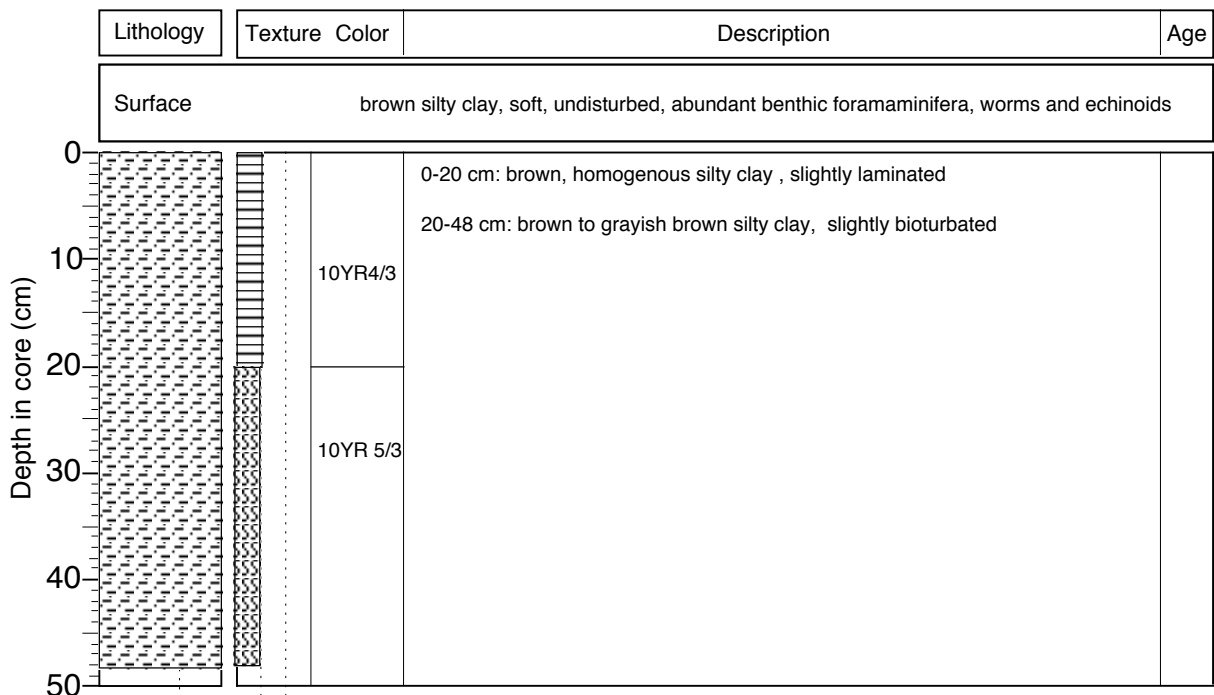 Lithology Texture Color Description Age
Surface brown silty clay, soft, undisturbed, abundant benthic foramaminifera, worms and echinoids
0
0-20 cm: brown, homogenous silty clay , slightly laminated
20-48 cm: brown to grayish brown silty clay, slightly bioturbated
10
10YR4/3
20
10YR 5/3
30
40
50
Depth in core (cm)